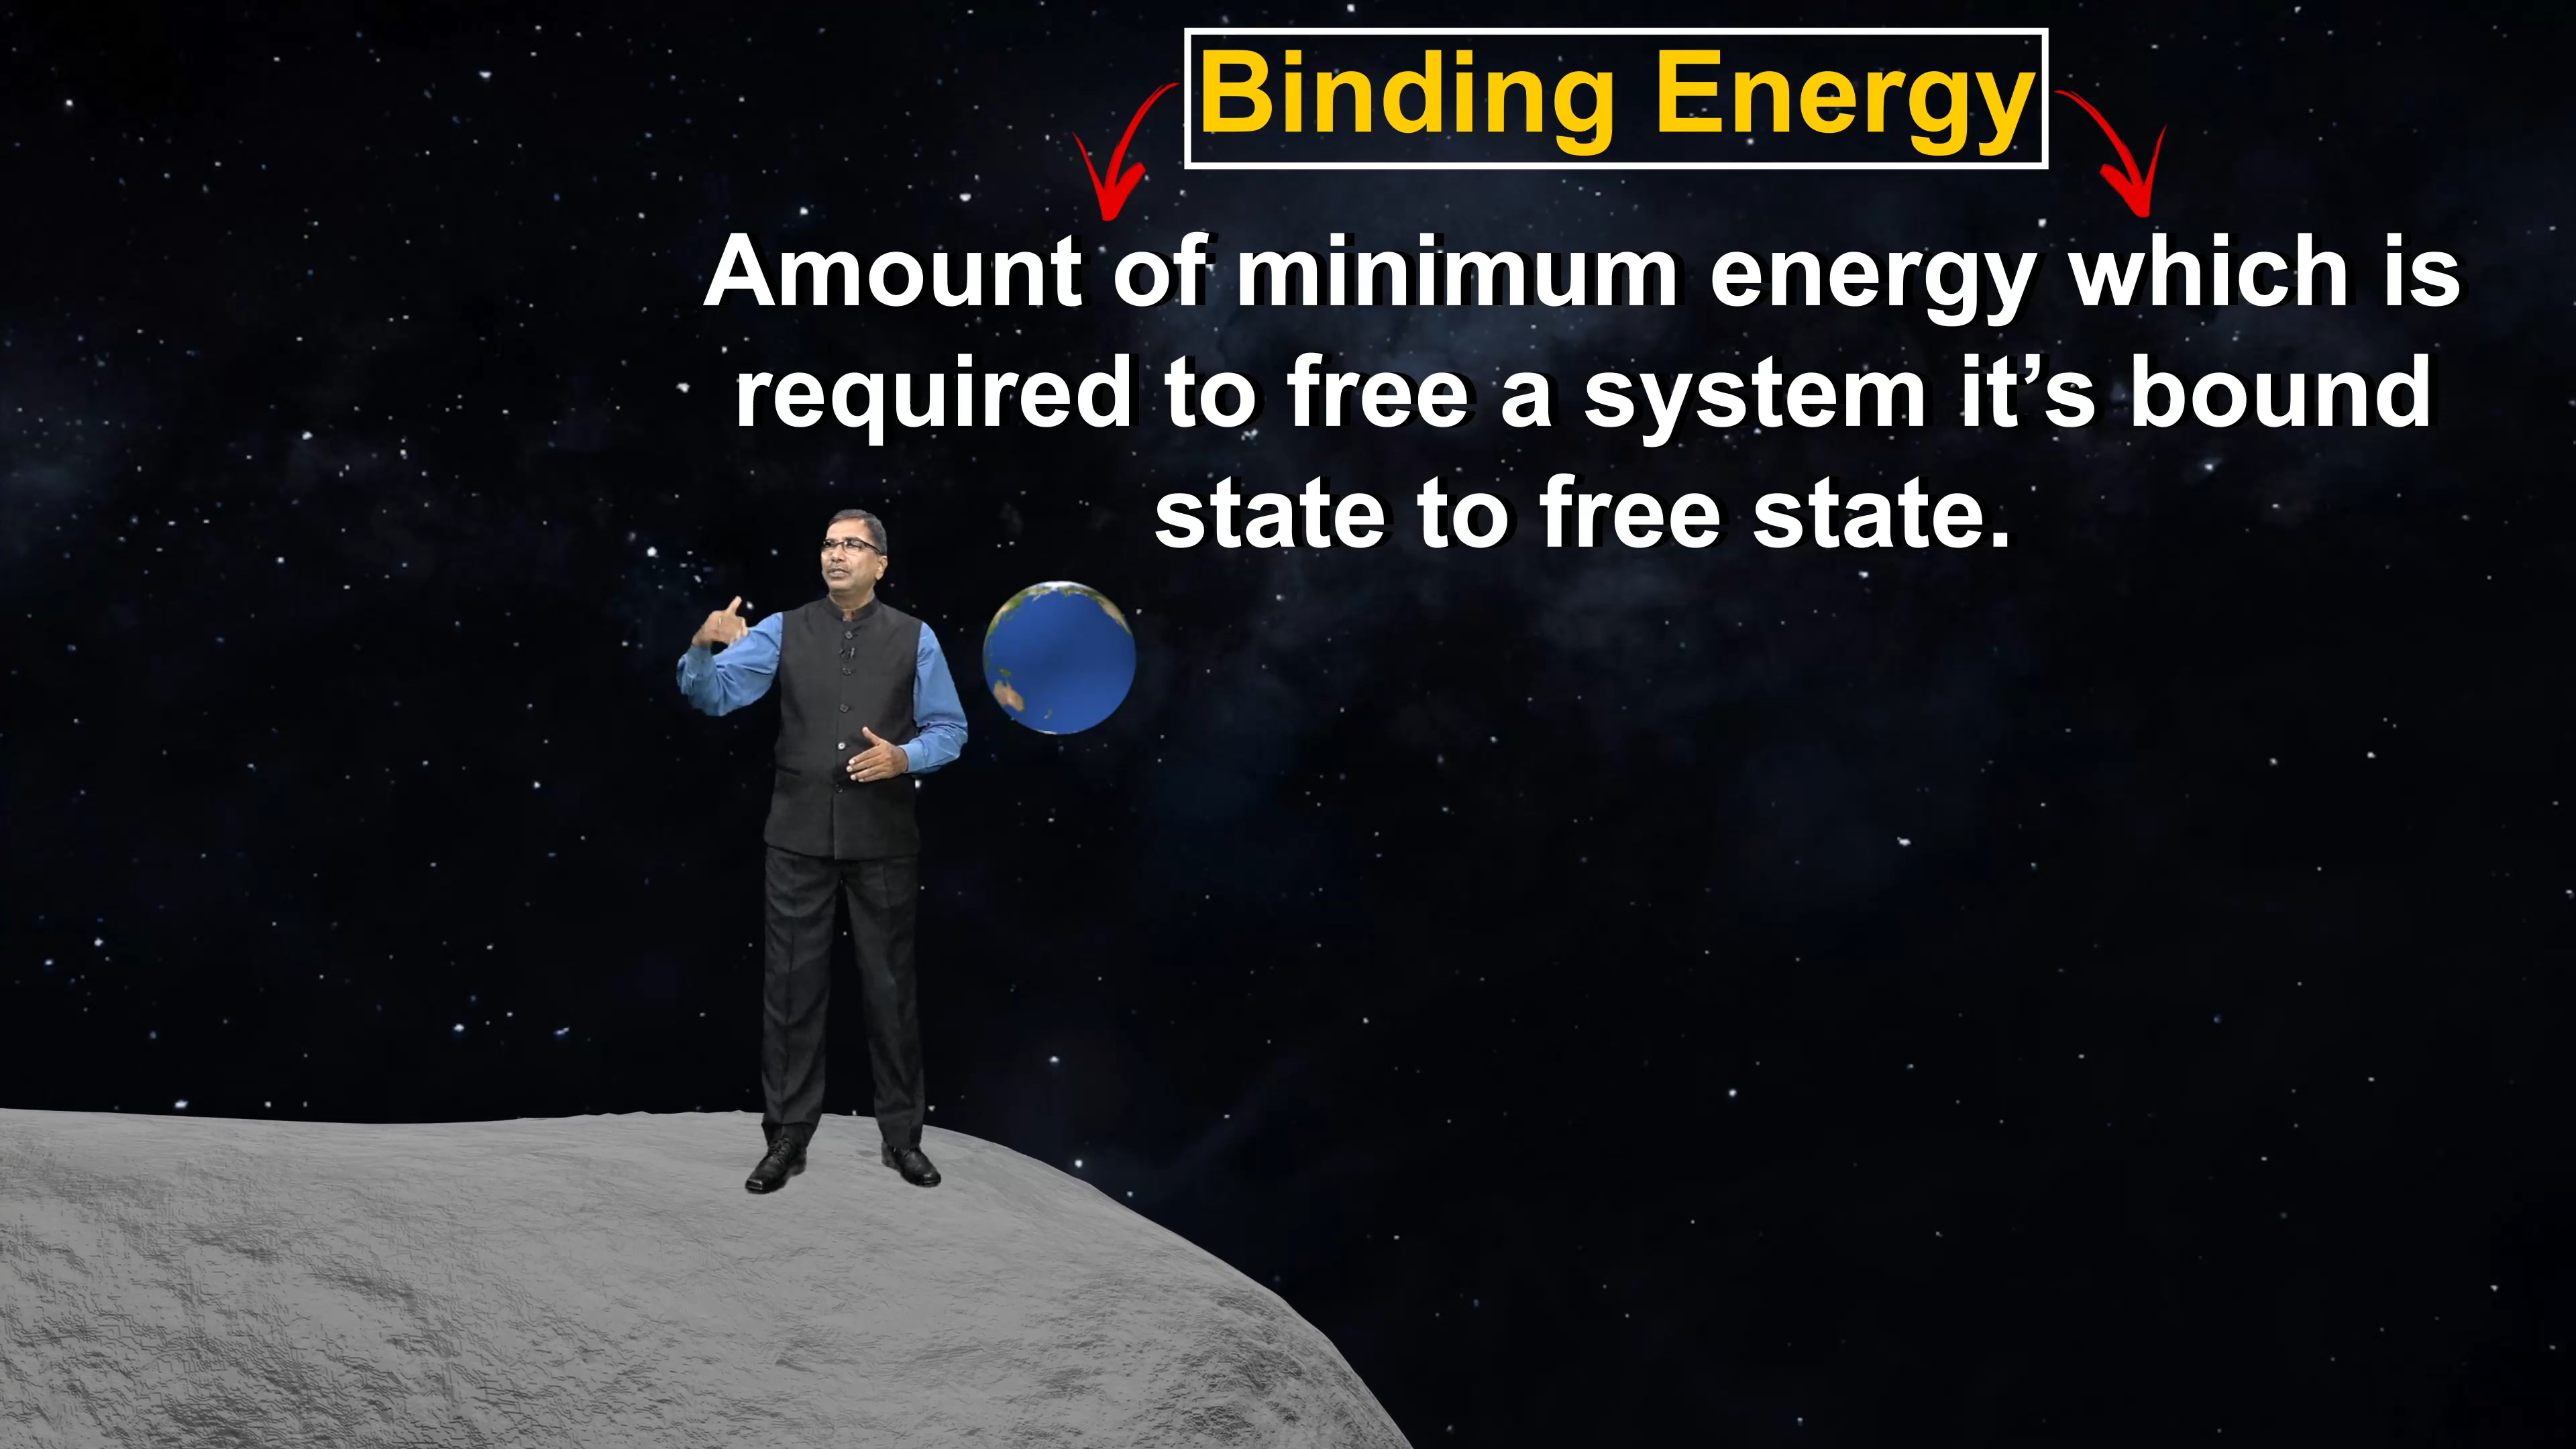 Binding Energy
Amount of minimum energy which is
required to free a system it’s bound
state to free state.